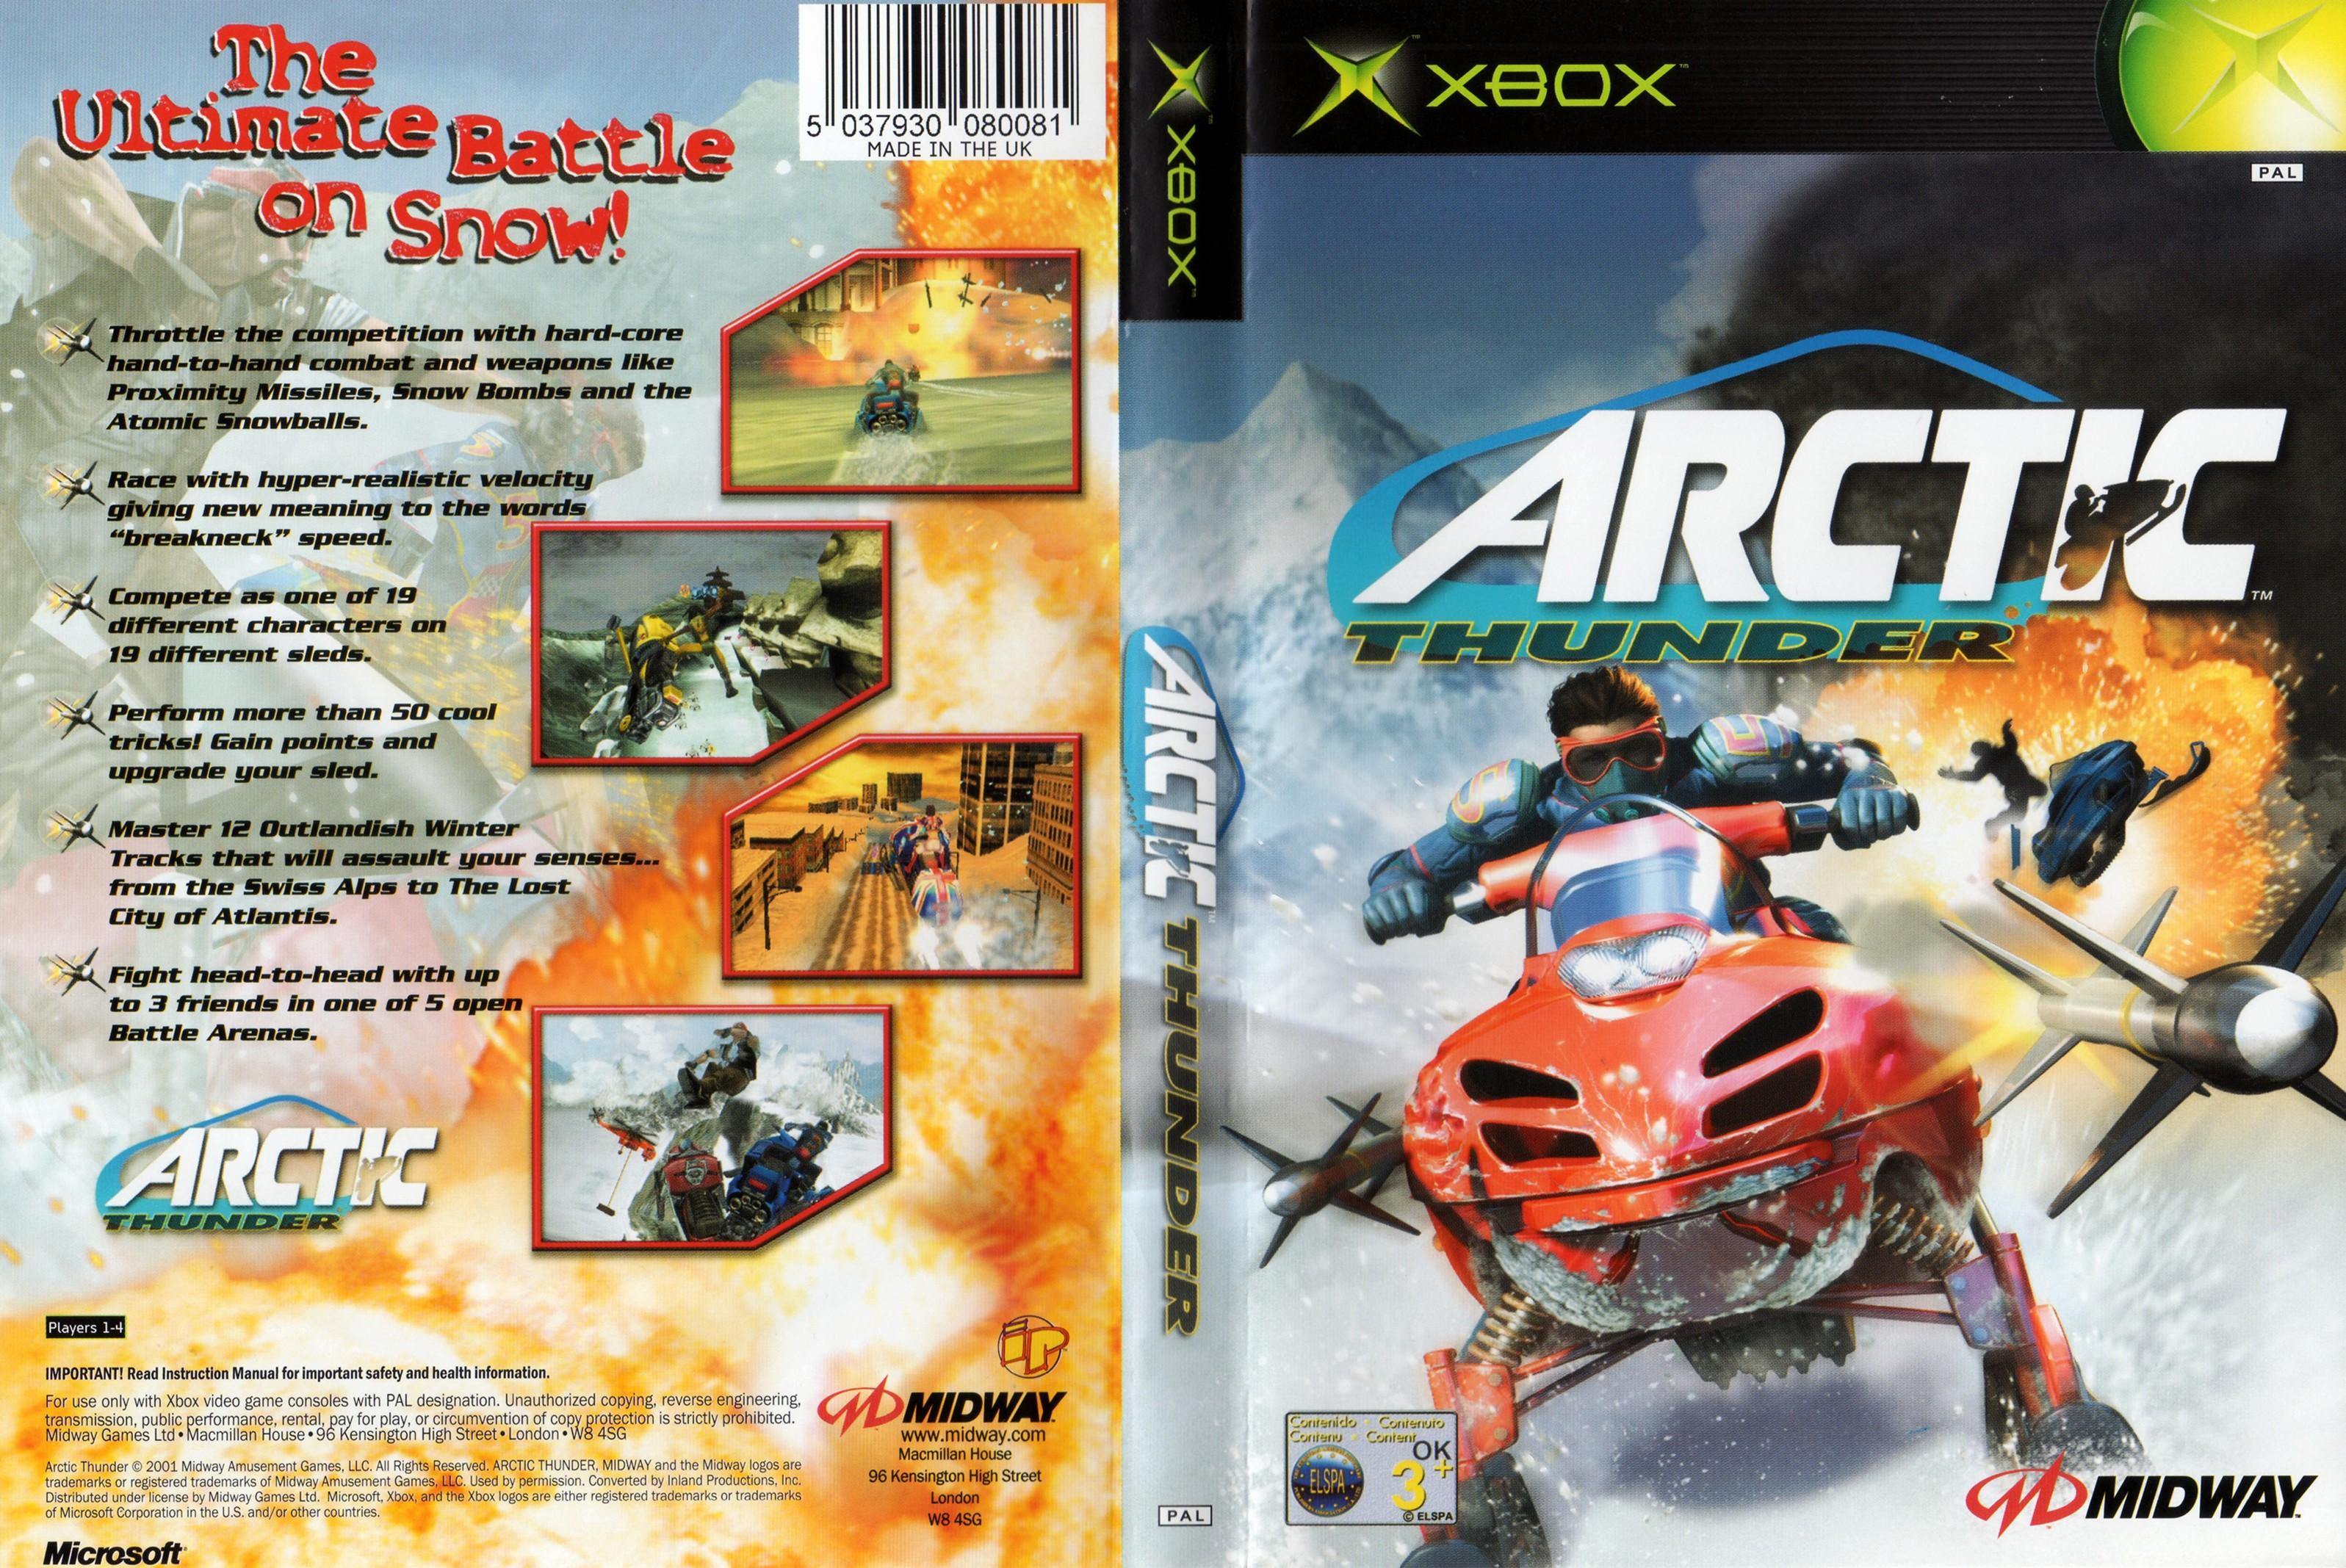 The
Ultimate Battle
on Snow!
5 037930 080081
MADE IN THE UK
Throttle the competition with hard-core
hand-to-hand combat and weapons like
Proximity Missiles, Snow Bombs and the
Atomic Snowballs.
Race with hyper-realistic velocity
giving new meaning to the words
“breakneck” speed.
Compete as one of 19
different characters on
19 different sleds.
Perform more than 50 cool
tricks! Gain points and
upgrade your sled.
Master 12 Outlandish Winter
Tracks that will assault your senses...
from the Swiss Alps to The Lost
City of Atlantis.
Fight head-to-head with up
to 3 friends in one of 5 open
Battle Arenas.
ARCTIC
THUNDER
Players 1-4
IMPORTANT! Read Instruction Manual for important safety and health information.
For use only with Xbox video game consoles with PAL designation. Unauthorized copying, reverse engineering,
transmission, public performance, rental, pay for play, or circumvention of copy protection is strictly prohibited.
Midway Games Ltd • Macmillan House • 96 Kensington High Street • London • W8 4SG
Arctic Thunder © 2001 Midway Amusement Games, LLC. All Rights Reserved. ARCTIC THUNDER, MIDWAY and the Midway logos are
trademarks or registered trademarks of Midway Amusement Games, LLC. Used by permission. Converted by Inland Productions, Inc.
Distributed under license by Midway Games Ltd. Microsoft, Xbox, and the Xbox logos are either registered trademarks or trademarks
of Microsoft Corporation in the U.S. and/or other countries.
Microsoft
iP
MIDWAY
www.midway.com
Macmillan House
96 Kensington High Street
London
W8 4SG
XBOX™
ARCTIC™ THUNDER
PAL
XBOX™
PAL
ARCTIC™
THUNDER
5
Contenido - Contenuto
Contenu - Content
OK
ELSPA
3+
© ELSPA
MIDWAY